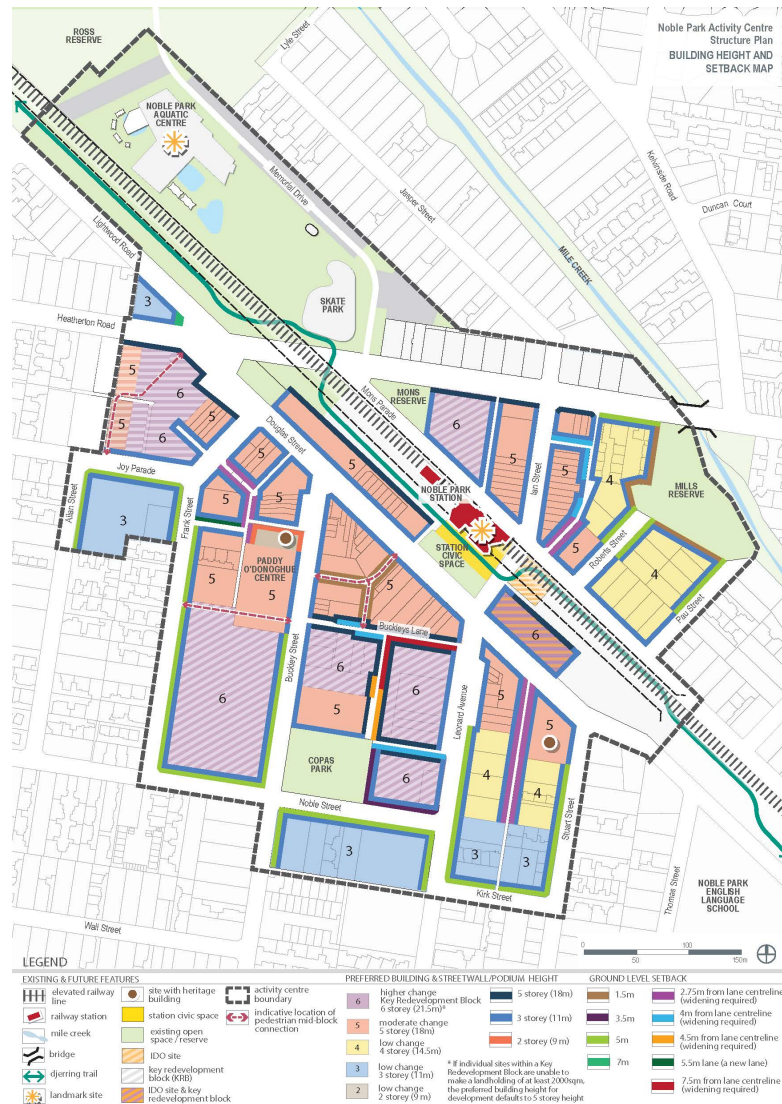 Noble Park Activity Centre
Structure Plan
BUILDING HEIGHT AND
SETBACK MAP
ROSS
RESERVE
Lyle Street
NOBLE PARK
AQUATIC
CENTRE
Kelvinside Road
Memorial Drive
Jasper Street
Duncan Court
Lightwood Road
MILE CREEK
SKATE
PARK
3
Heatherton Road
Mons Parade
MONS
RESERVE
5
6
6
5
5
6
5
Douglas Street
5
5
Ian Street
5
4
MILLS
RESERVE
Joy Parade
Allan Street
3
Frank Street
5
5
5
NOBLE PARK
STATION
STATION
CIVIC
SPACE
5
Roberts Street
4
Pau Street
PADDY
O'DONOGHUE
CENTRE
5
5
5
Buckleys Lane
6
Buckley Street
6
6
6
5
Leonard Avenue
5
5
COPAS
PARK
6
4
4
Noble Street
Stuart Street
3
3
3
Kirk Street
Thomas Street
NOBLE PARK
ENGLISH
LANGUAGE
SCHOOL
Wall Street
0
50
100
150m
LEGEND
EXISTING & FUTURE FEATURES
elevated railway
line
railway station
mile creek
bridge
djerring trail
landmark site
site with heritage
building
station civic space
existing open
space / reserve
IDO site
key redevelopment
block (KRB)
IDO site & key
redevelopment block
activity centre
boundary
indicative location of
pedestrian mid-block
connection
PREFERRED BUILDING & STREETWALL/PODIUM HEIGHT
6
higher change
Key Redevelopment Block
6 storey (21.5m)*
5
moderate change
5 storey (18m)
4
low change
4 storey (14.5m)
3
low change
3 storey (11m)
2
low change
2 storey (9 m)
5 storey (18m)
3 storey (11m)
2 storey (9 m)
* If individual sites within a Key
Redevelopment Block are unable to
make a landholding of at least 2000sqm,
the preferred building height for
development defaults to 5 storey height
GROUND LEVEL SETBACK
1.5m
3.5m
5m
7m
2.75m from lane centreline
(widening required)
4m from lane centreline
(widening required)
4.5m from lane centreline
(widening required)
5.5m lane (a new lane)
7.5m from lane centreline
(widening required)